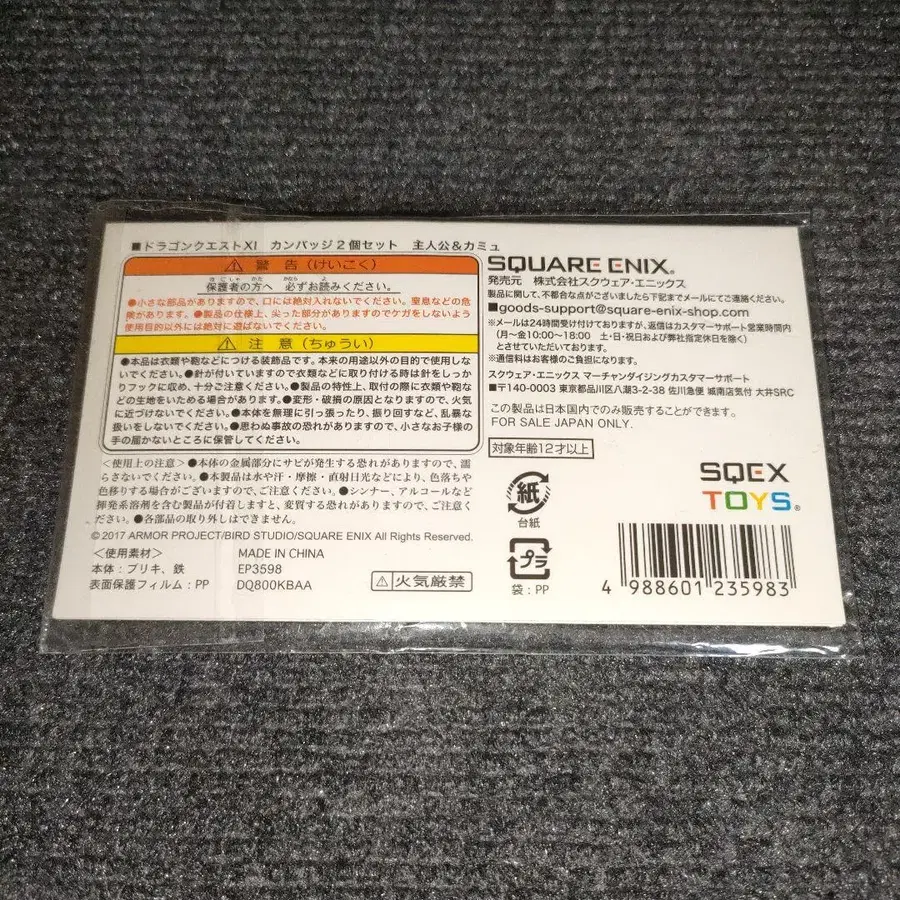 ■ドラゴンクエストXI カンバッジ2個セット 主人公&カミュ
⚠ 警告(けいこく)
保護者の方へ 必ずお読みください。
ほごしゃ かた かなら よ
●小さな部品がありますので、口には絶対入れないでください。窒息などの危
険があります。●製品の仕様上、尖った部分がありますのでケガをしないよう
使用目的以外には絶対に遊ばないでください。
⚠ 注意(ちゅうい)
●本品は衣類や鞄などにつける装飾品です。本来の用途以外の目的で使用し
ないでください。●針が付いていますので衣類などに取り付ける時は針をしっか
りフックに収め、十分ご注意ください。●製品の特性上、取付の際に衣類や鞄な
どの生地をいためる場合があります。●変形・破損の原因となりますので、火気
に近づけないでください。●本体を無理に引っ張ったり、振り回すなど、乱暴な
扱いはしないでください。●思わぬ事故の恐れがありますので、小さなお子様の
手の届かないところに保管してください。
<使用上の注意>●本体の金属部分にサビが発生する恐れがありますので、濡
らさないでください。●本製品は水や汗・摩擦・直射日光などにより、色落ちや
色移りする場合がございますので、ご注意ください。●シンナー、アルコールなど
揮発系溶剤を含む製品が付着しますと、変質する恐れがありますので、ご注意く
ださい。●各部品の取り外しはできません。
© 2017 ARMOR PROJECT/BIRD STUDIO/SQUARE ENIX All Rights Reserved.
<使用素材>
本体:ブリキ、鉄
表面保護フィルム:PP
MADE IN CHINA
EP3598
DQ800KBAA
⚠火気厳禁
SQUARE ENIX®
発売元 株式会社スクウェア・エニックス
製品に関して、不都合な点がございましたら下記までメールにてご連絡ください。
■goods-support@square-enix-shop.com
※メールは24時間受け付けておりますが、返信はカスタマーサポート営業時間内
(月〜金10:00〜18:00 土・日・祝日および弊社指定休日を除く)
とさせていただいております。
※通信料はお客様のご負担になります。
スクウェア・エニックス マーチャンダイジングカスタマーサポート
■〒140-0003 東京都品川区八潮3-2-38 佐川急便 城南店気付 大井SRC
この製品は日本国内でのみ販売することができます。
FOR SALE JAPAN ONLY.
対象年齢12才以上
紙
台紙
プラ
袋:PP
SQEX
TOYS®
4 988601 235983